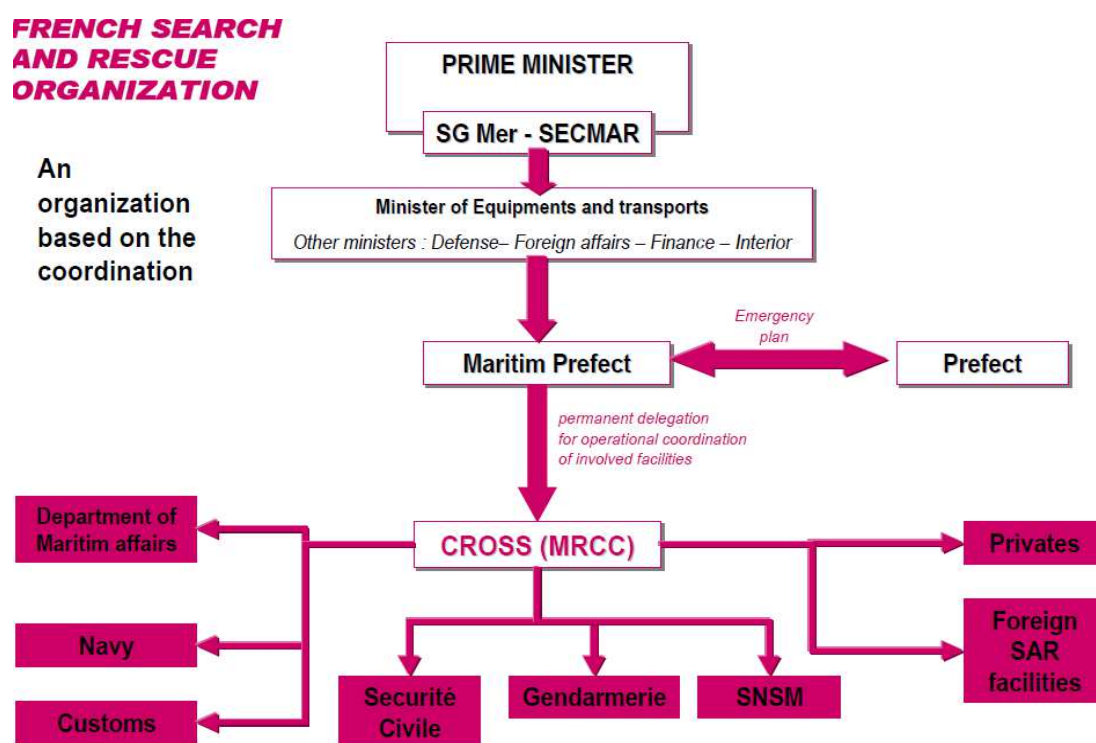 FRENCH SEARCH
AND RESCUE
ORGANIZATION
An
organization
based on the
coordination
PRIME MINISTER
SG Mer - SECMAR
Minister of Equipments and transports
Other ministers : Defense– Foreign affairs – Finance – Interior
Emergency
plan
Maritim Prefect
Prefect
permanent delegation
for operational coordination
of involved facilities
Department of
Maritim affairs
CROSS (MRCC)
Privates
Navy
Foreign
SAR
facilities
Customs
Securité
Civile
Gendarmerie
SNSM